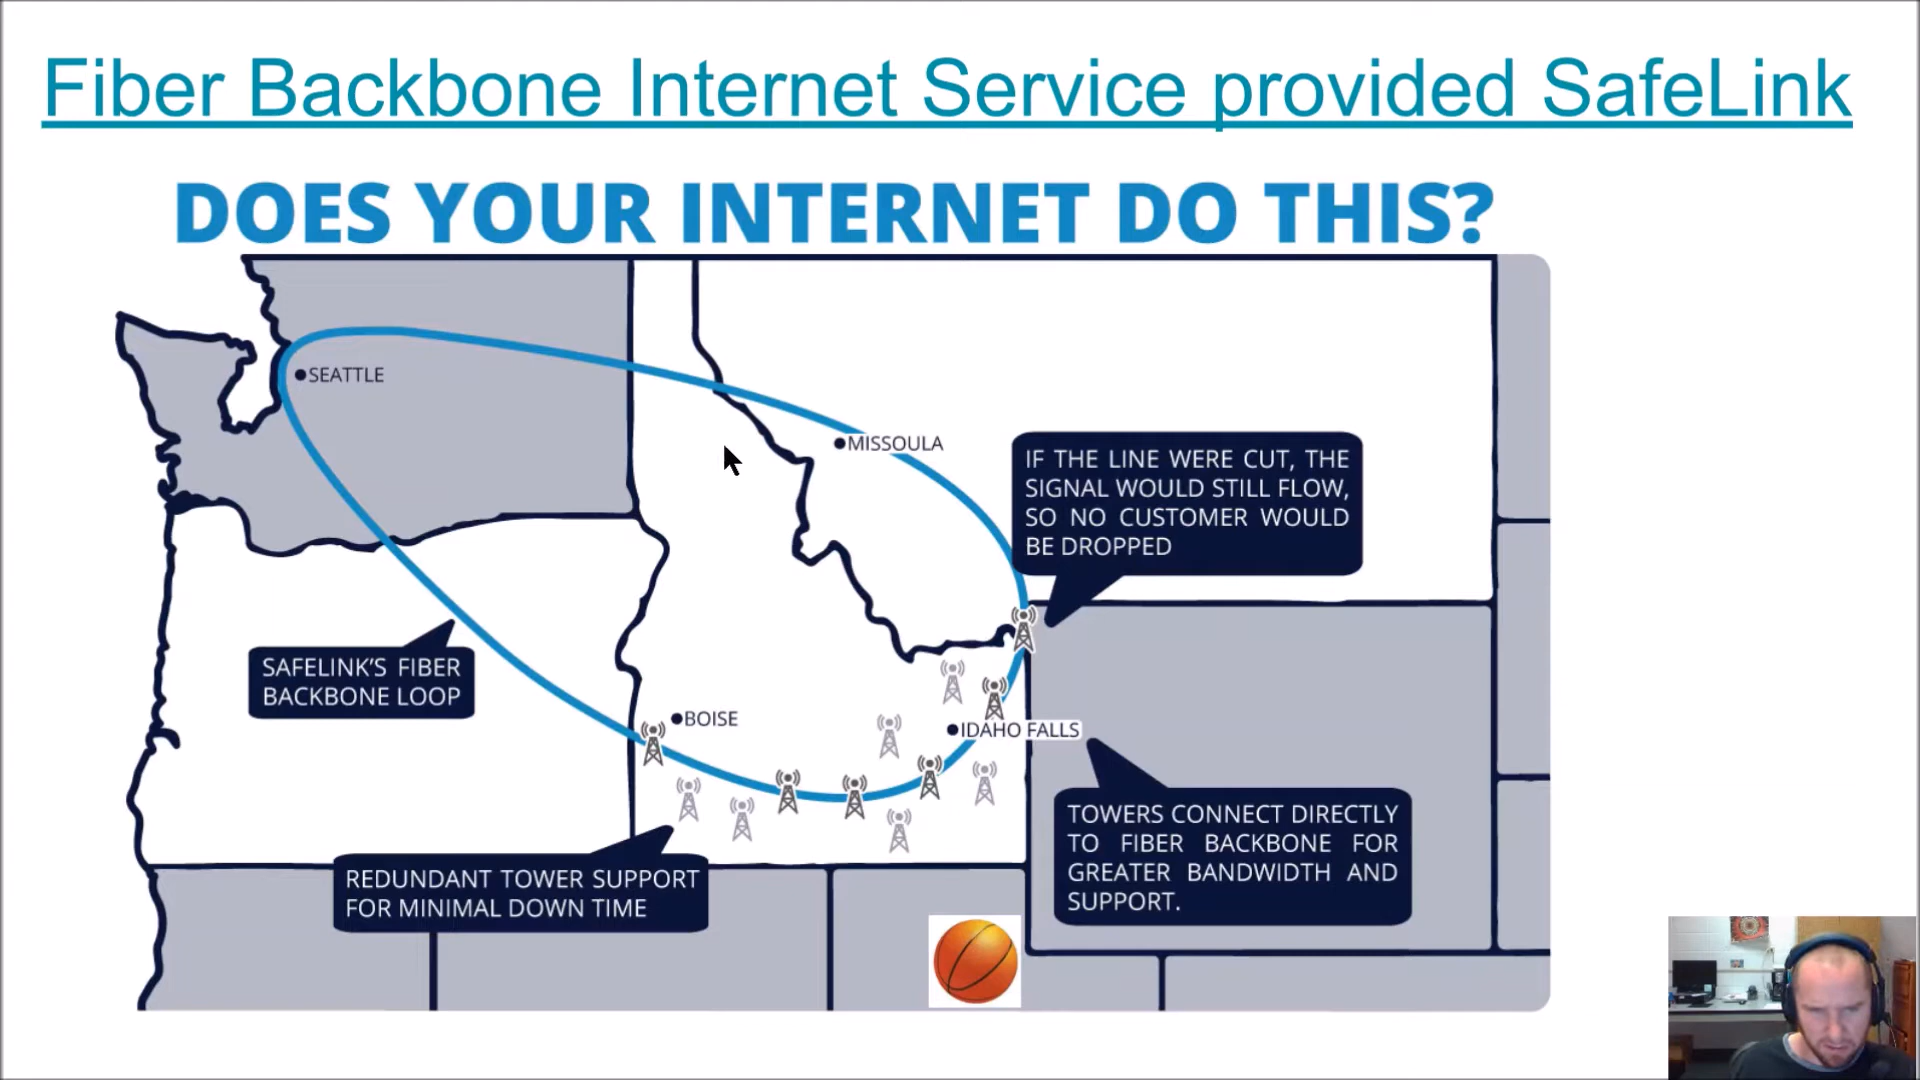 Fiber Backbone Internet Service provided SafeLink
DOES YOUR INTERNET DO THIS?
SEATTLE
MISSOULA
IF THE LINE WERE CUT, THE
SIGNAL WOULD STILL FLOW,
SO NO CUSTOMER WOULD
BE DROPPED
SAFELINK'S FIBER
BACKBONE LOOP
BOISE
IDAHO FALLS
TOWERS CONNECT DIRECTLY
TO FIBER BACKBONE FOR
GREATER BANDWIDTH AND
SUPPORT.
REDUNDANT TOWER SUPPORT
FOR MINIMAL DOWN TIME